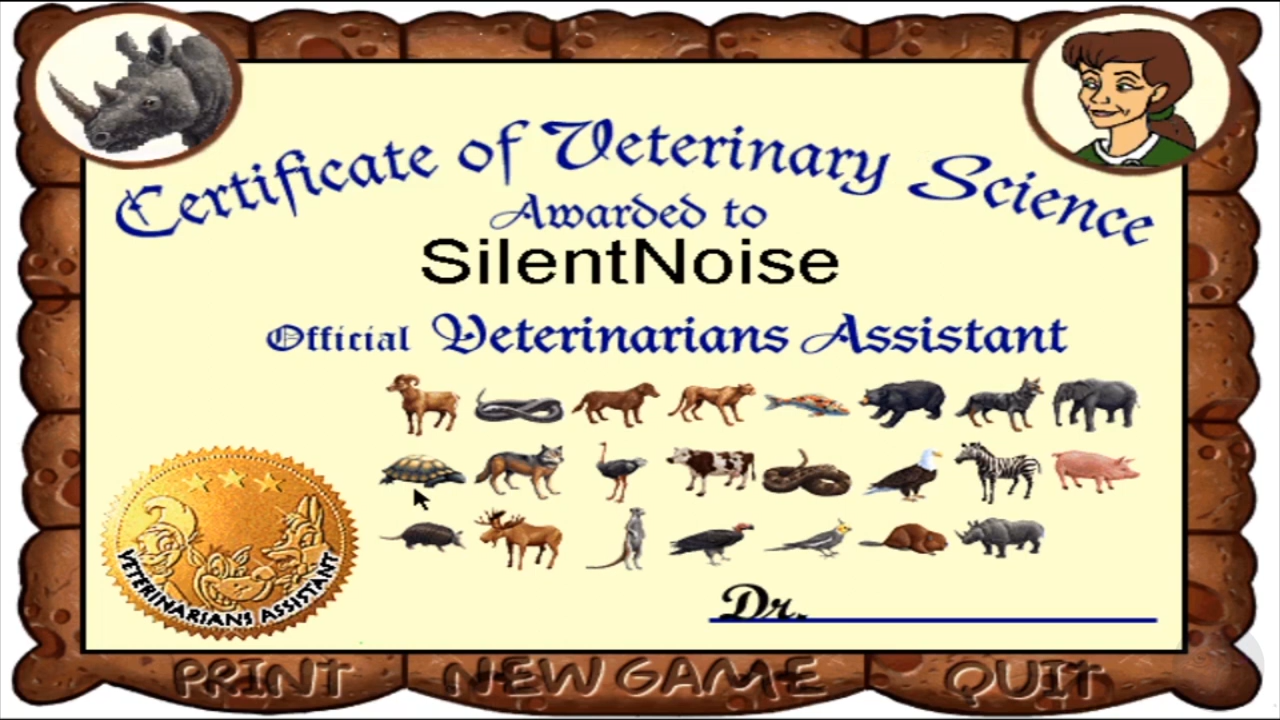 Certificate of Veterinary Science
Awarded to
SilentNoise
Official Veterinarians Assistant
VETERINARIANS ASSISTANT
Dr.
PRINT NEW GAME QUIT